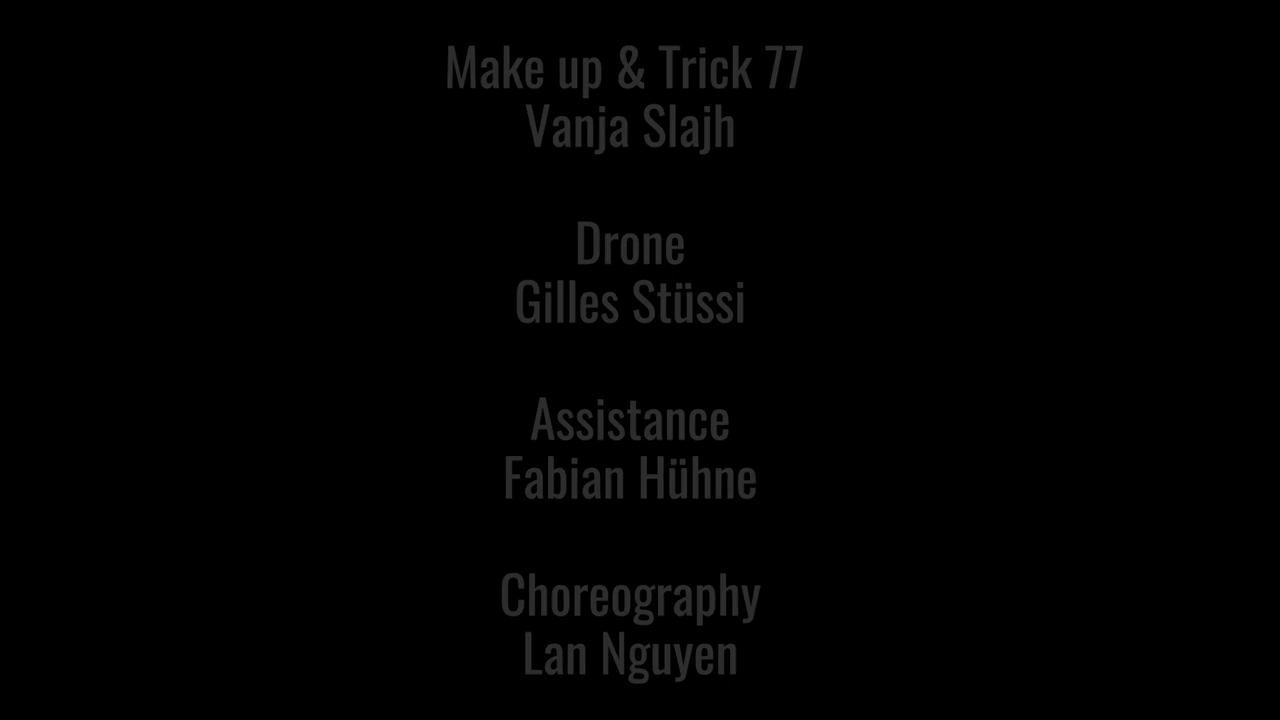 Make up & Trick 77
Vanja Slajh
Drone
Gilles Stüssi
Assistance
Fabian Hühne
Choreography
Lan Nguyen